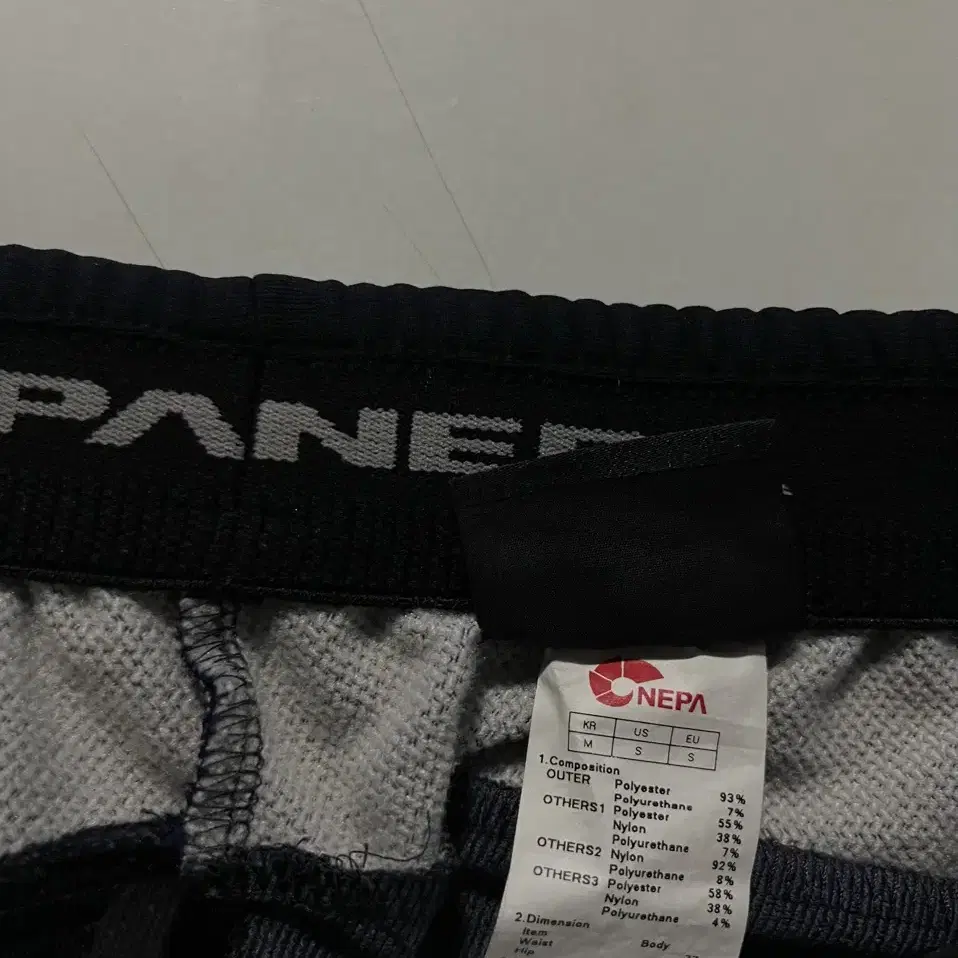 PANE
NEPA
KR US EU
M S S
1.Composition
OUTER Polyester 93%
Polyurethane 7%
OTHERS1 Polyester 55%
Nylon 38%
Polyurethane 7%
OTHERS2 Nylon 92%
Polyurethane 8%
OTHERS3 Polyester 58%
Nylon 38%
Polyurethane 4%
2.Dimension
Item Body
Waist
Hip